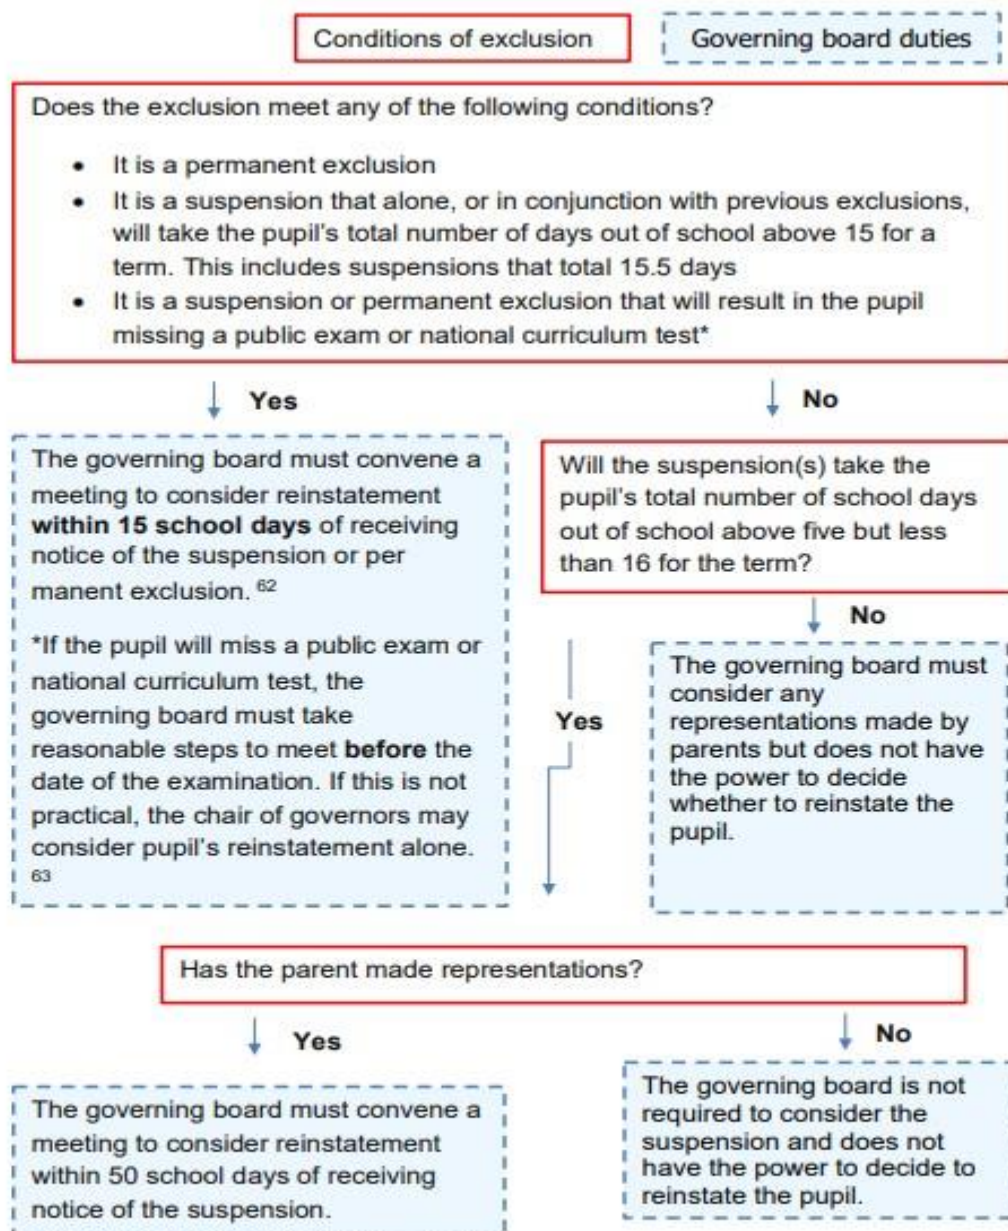 Conditions of exclusion
Governing board duties
Does the exclusion meet any of the following conditions?
• It is a permanent exclusion
• It is a suspension that alone, or in conjunction with previous exclusions,
will take the pupil's total number of days out of school above 15 for a
term. This includes suspensions that total 15.5 days
• It is a suspension or permanent exclusion that will result in the pupil
missing a public exam or national curriculum test*
Yes
No
The governing board must convene a
meeting to consider reinstatement
within 15 school days of receiving
notice of the suspension or per
manent exclusion. 62
*If the pupil will miss a public exam or
national curriculum test, the
governing board must take
reasonable steps to meet before the
date of the examination. If this is not
practical, the chair of governors may
consider pupil's reinstatement alone.
63
Will the suspension(s) take the
pupil's total number of school days
out of school above five but less
than 16 for the term?
No
Yes
The governing board must
consider any
representations made by
parents but does not have
the power to decide
whether to reinstate the
pupil.
Has the parent made representations?
Yes
No
The governing board must convene a
meeting to consider reinstatement
within 50 school days of receiving
notice of the suspension.
The governing board is not
required to consider the
suspension and does not
have the power to decide to
reinstate the pupil.